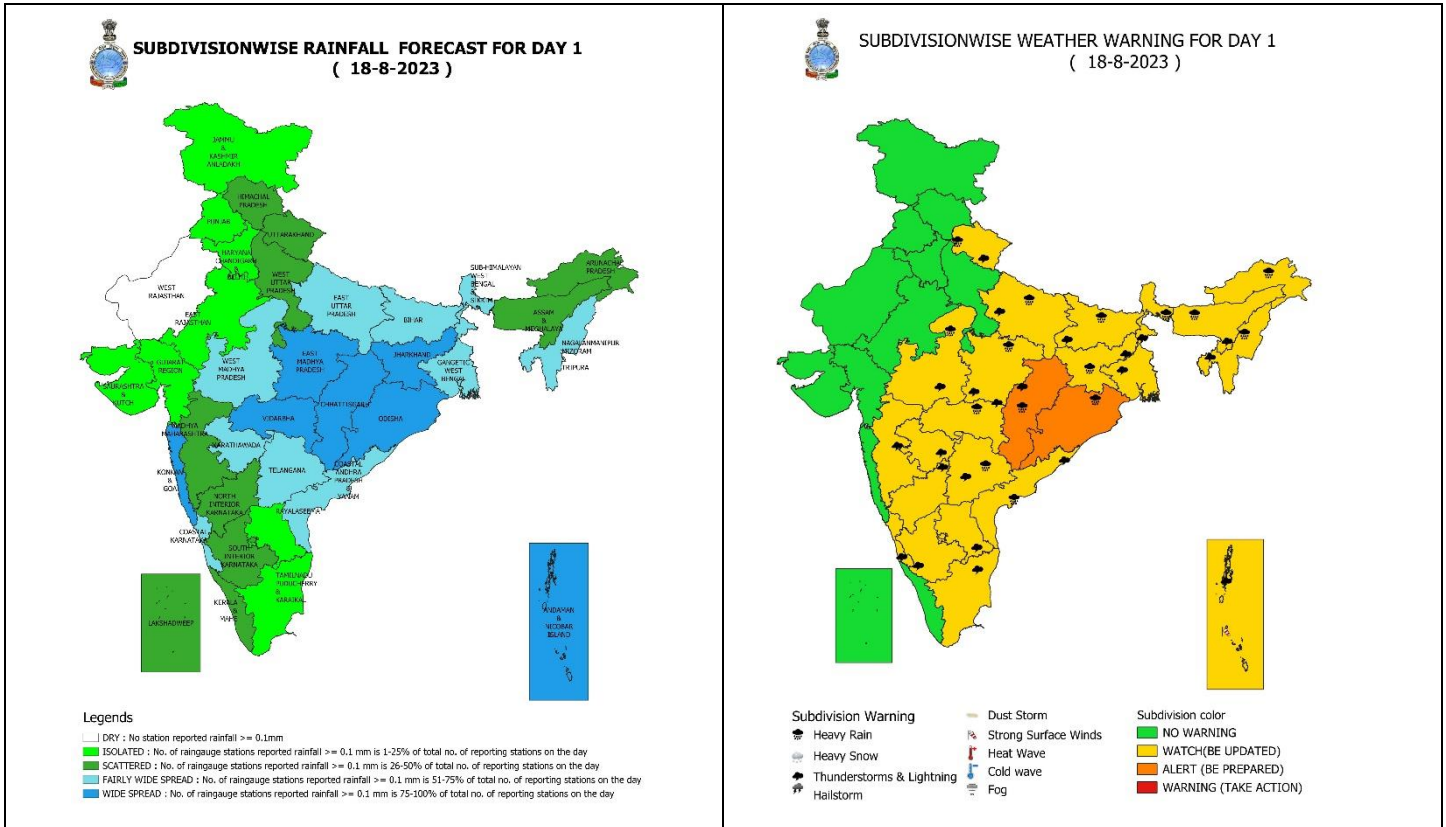 SUBDIVISIONWISE RAINFALL FORECAST FOR DAY 1
( 18-8-2023 )
JAMMU
&
KASHMIR
HIMACHAL
PRADESH
PUNJAB
UTTARAKHAND
HARYANA
CHANDIGARH
&
DELHI
WEST
UTTAR
PRADESH
WEST
RAJASTHAN
EAST
RAJASTHAN
EAST
UTTAR
PRADESH
BIHAR
SUB-HIMALAYAN
WEST
BENGAL
&
ARUNACHAL
PRADESH
ASSAM
&
MEGHALAYA
&
TRIPURA
GUJARAT
REGION
SAURASHTRA
&
KUTCH
WEST
MADHYA
PRADESH
EAST
MADHYA
PRADESH
JHARKHAND
GANGETIC
WEST
BENGAL
VIDARBHA
CHHATTISGARH
ODISHA
MADHYA
MAHARASHTRA
MARATHAWADA
KONKAN
&
GOA
TELANGANA
COASTAL
ANDHRA
PRADESH
&
YANAM
NORTH
INTERIOR
KARNATAKA
RAYALASEEMA
COASTAL
KARNATAKA
SOUTH
INTERIOR
KARNATAKA
TAMILNADU
PUDUCHERRY
&
KARAIKAL
KERALA
&
MAHE
LAKSHADWEEP
ANDAMAN
&
NICOBAR
ISLAND
Legends
DRY : No station reported rainfall >= 0.1mm
ISOLATED : No. of raingauge stations reported rainfall >= 0.1 mm is 1-25% of total no. of reporting stations on the day
SCATTERED : No. of raingauge stations reported rainfall >= 0.1 mm is 26-50% of total no. of reporting stations on the day
FAIRLY WIDE SPREAD : No. of raingauge stations reported rainfall >= 0.1 mm is 51-75% of total no. of reporting stations on the day
WIDE SPREAD : No. of raingauge stations reported rainfall >= 0.1 mm is 75-100% of total no. of reporting stations on the day
SUBDIVISIONWISE WEATHER WARNING FOR DAY 1
( 18-8-2023 )
Subdivision Warning
Heavy Rain
Heavy Snow
Thunderstorms & Lightning
Hailstorm
Dust Storm
Strong Surface Winds
Heat Wave
Cold wave
Fog
Subdivision color
NO WARNING
WATCH(BE UPDATED)
ALERT (BE PREPARED)
WARNING (TAKE ACTION)